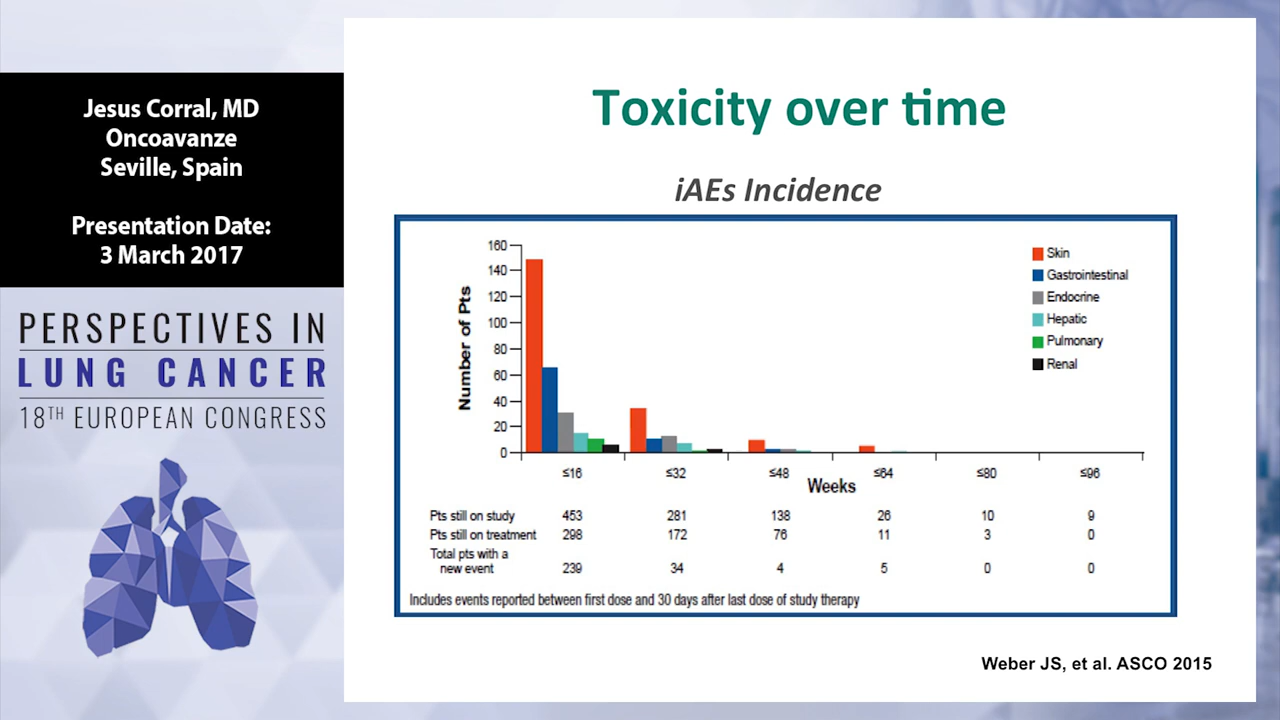 Jesus Corral, MD
Oncoavanze
Seville, Spain
Presentation Date:
3 March 2017
PERSPECTIVES IN
LUNG CANCER
18TH EUROPEAN CONGRESS
Toxicity over time
iAEs Incidence
Number of Pts
160
140
120
100
80
60
40
20
0
Skin
Gastrointestinal
Endocrine
Hepatic
Pulmonary
Renal
≤16 ≤32 ≤48 ≤64 ≤80 ≤96
Weeks
Pts still on study 453 281 138 26 10 9
Pts still on treatment 298 172 76 11 3 0
Total pts with a
new event 239 34 4 5 0 0
Includes events reported between first dose and 30 days after last dose of study therapy
Weber JS, et al. ASCO 2015